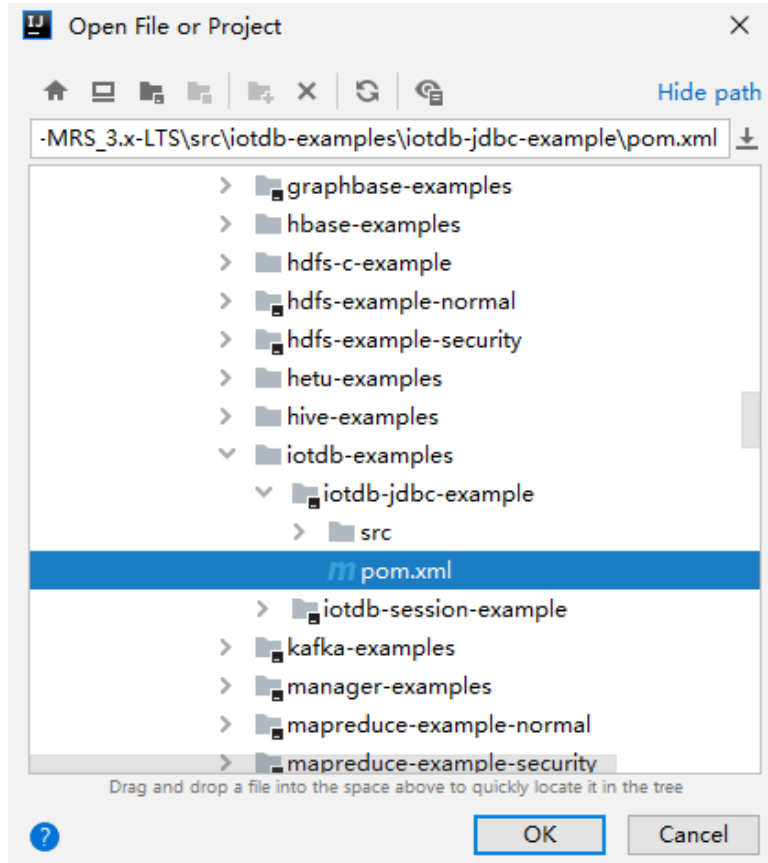 IJ Open File or Project
Hide path
-MRS_3.x-LTS\src\iotdb-examples\iotdb-jdbc-example\pom.xml
graphbase-examples
hbase-examples
hdfs-c-example
hdfs-example-normal
hdfs-example-security
hetu-examples
hive-examples
iotdb-examples
iotdb-jdbc-example
src
m pom.xml
iotdb-session-example
kafka-examples
manager-examples
mapreduce-example-normal
mapreduce-example-security
Drag and drop a file into the space above to quickly locate it in the tree
? OK Cancel